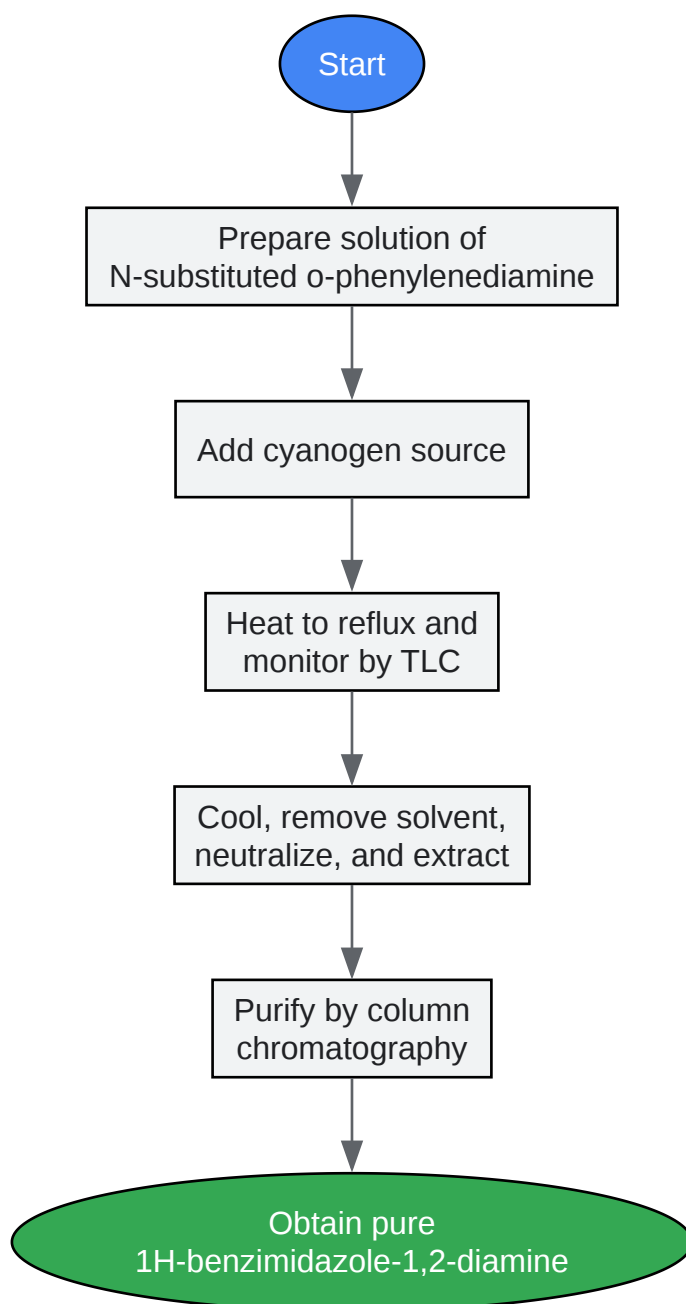 Start
Prepare solution of
N-substituted o-phenylenediamine
Add cyanogen source
Heat to reflux and
monitor by TLC
Cool, remove solvent,
neutralize, and extract
Purify by column
chromatography
Obtain pure
1H-benzimidazole-1,2-diamine